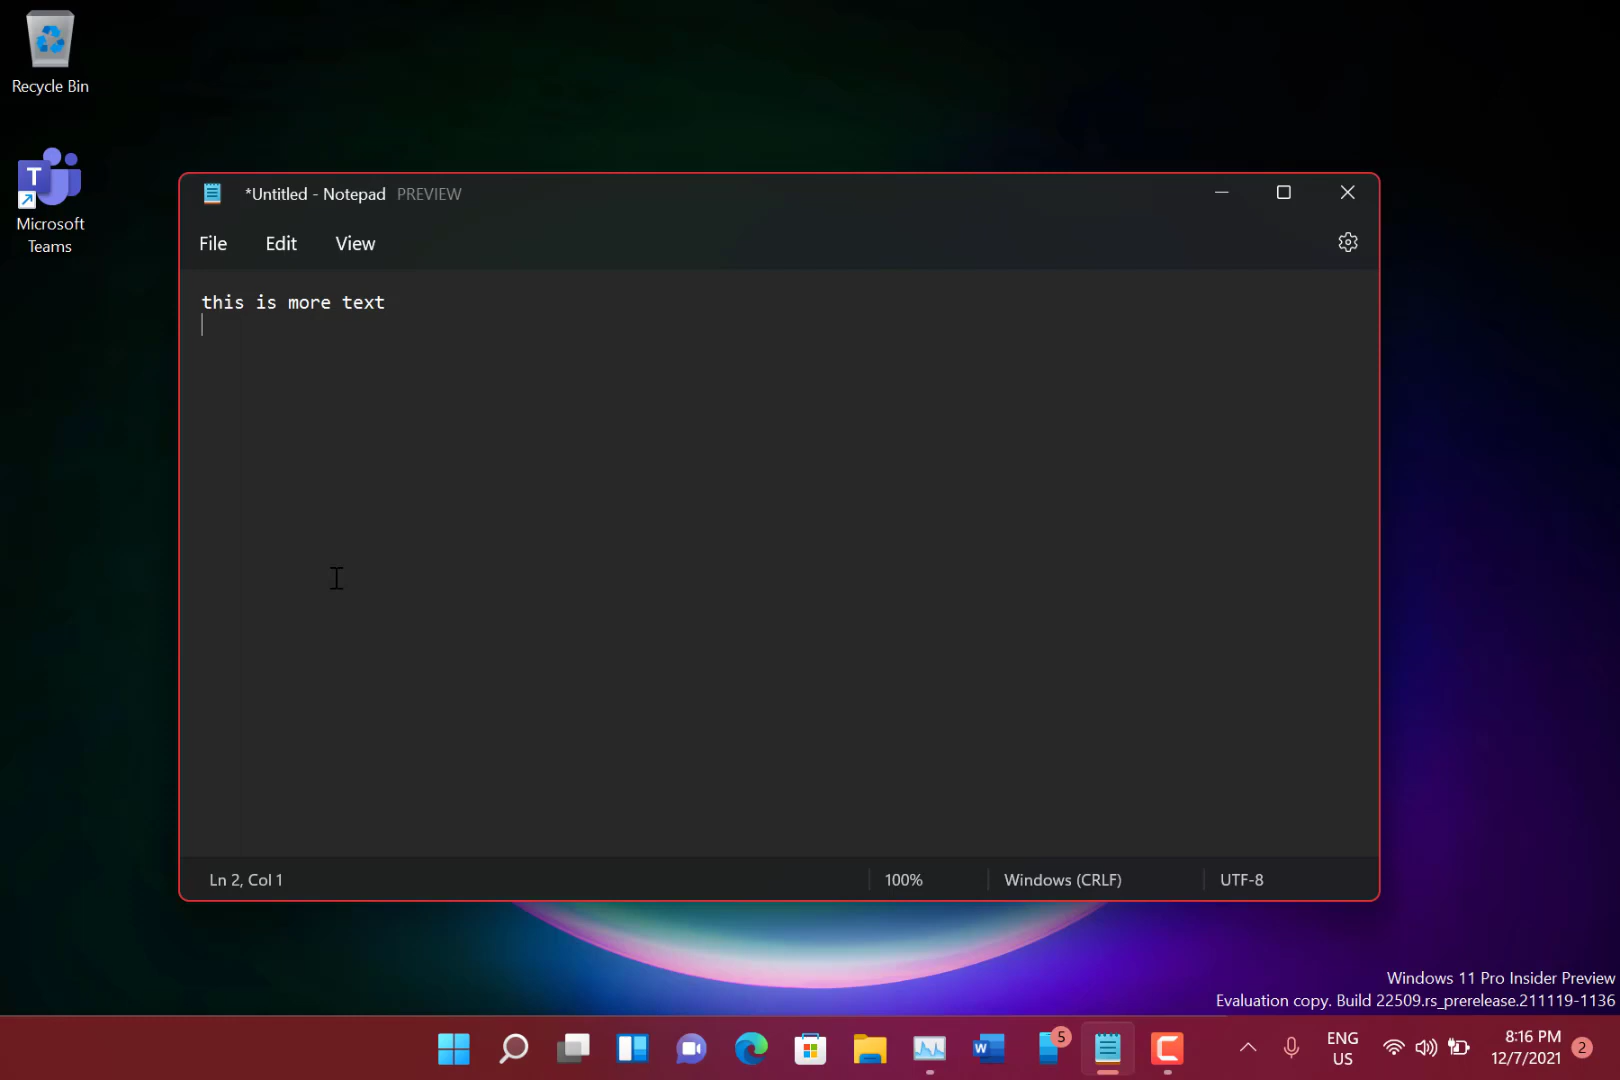 Recycle Bin
Microsoft
Teams
*Untitled - Notepad PREVIEW
File Edit View
this is more text
Ln 2, Col 1 100% Windows (CRLF) UTF-8
Windows 11 Pro Insider Preview
Evaluation copy. Build 22509.rs_prerelease.211119-1136
5
ENG
US
8:16 PM
12/7/2021
2